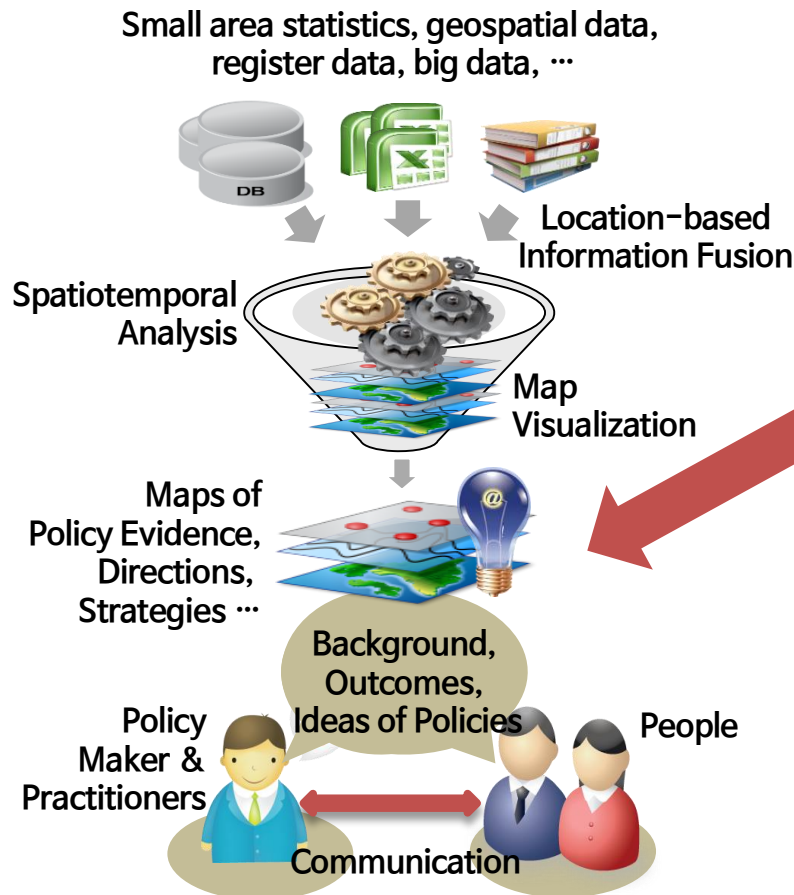 Small area statistics, geospatial data,
register data, big data, ⋯
DB
Location-based
Information Fusion
Spatiotemporal
Analysis
Map
Visualization
Maps of
Policy Evidence,
Directions,
Strategies ⋯
@
Background,
Outcomes,
Ideas of Policies
Policy
Maker &
Practitioners
People
Communication